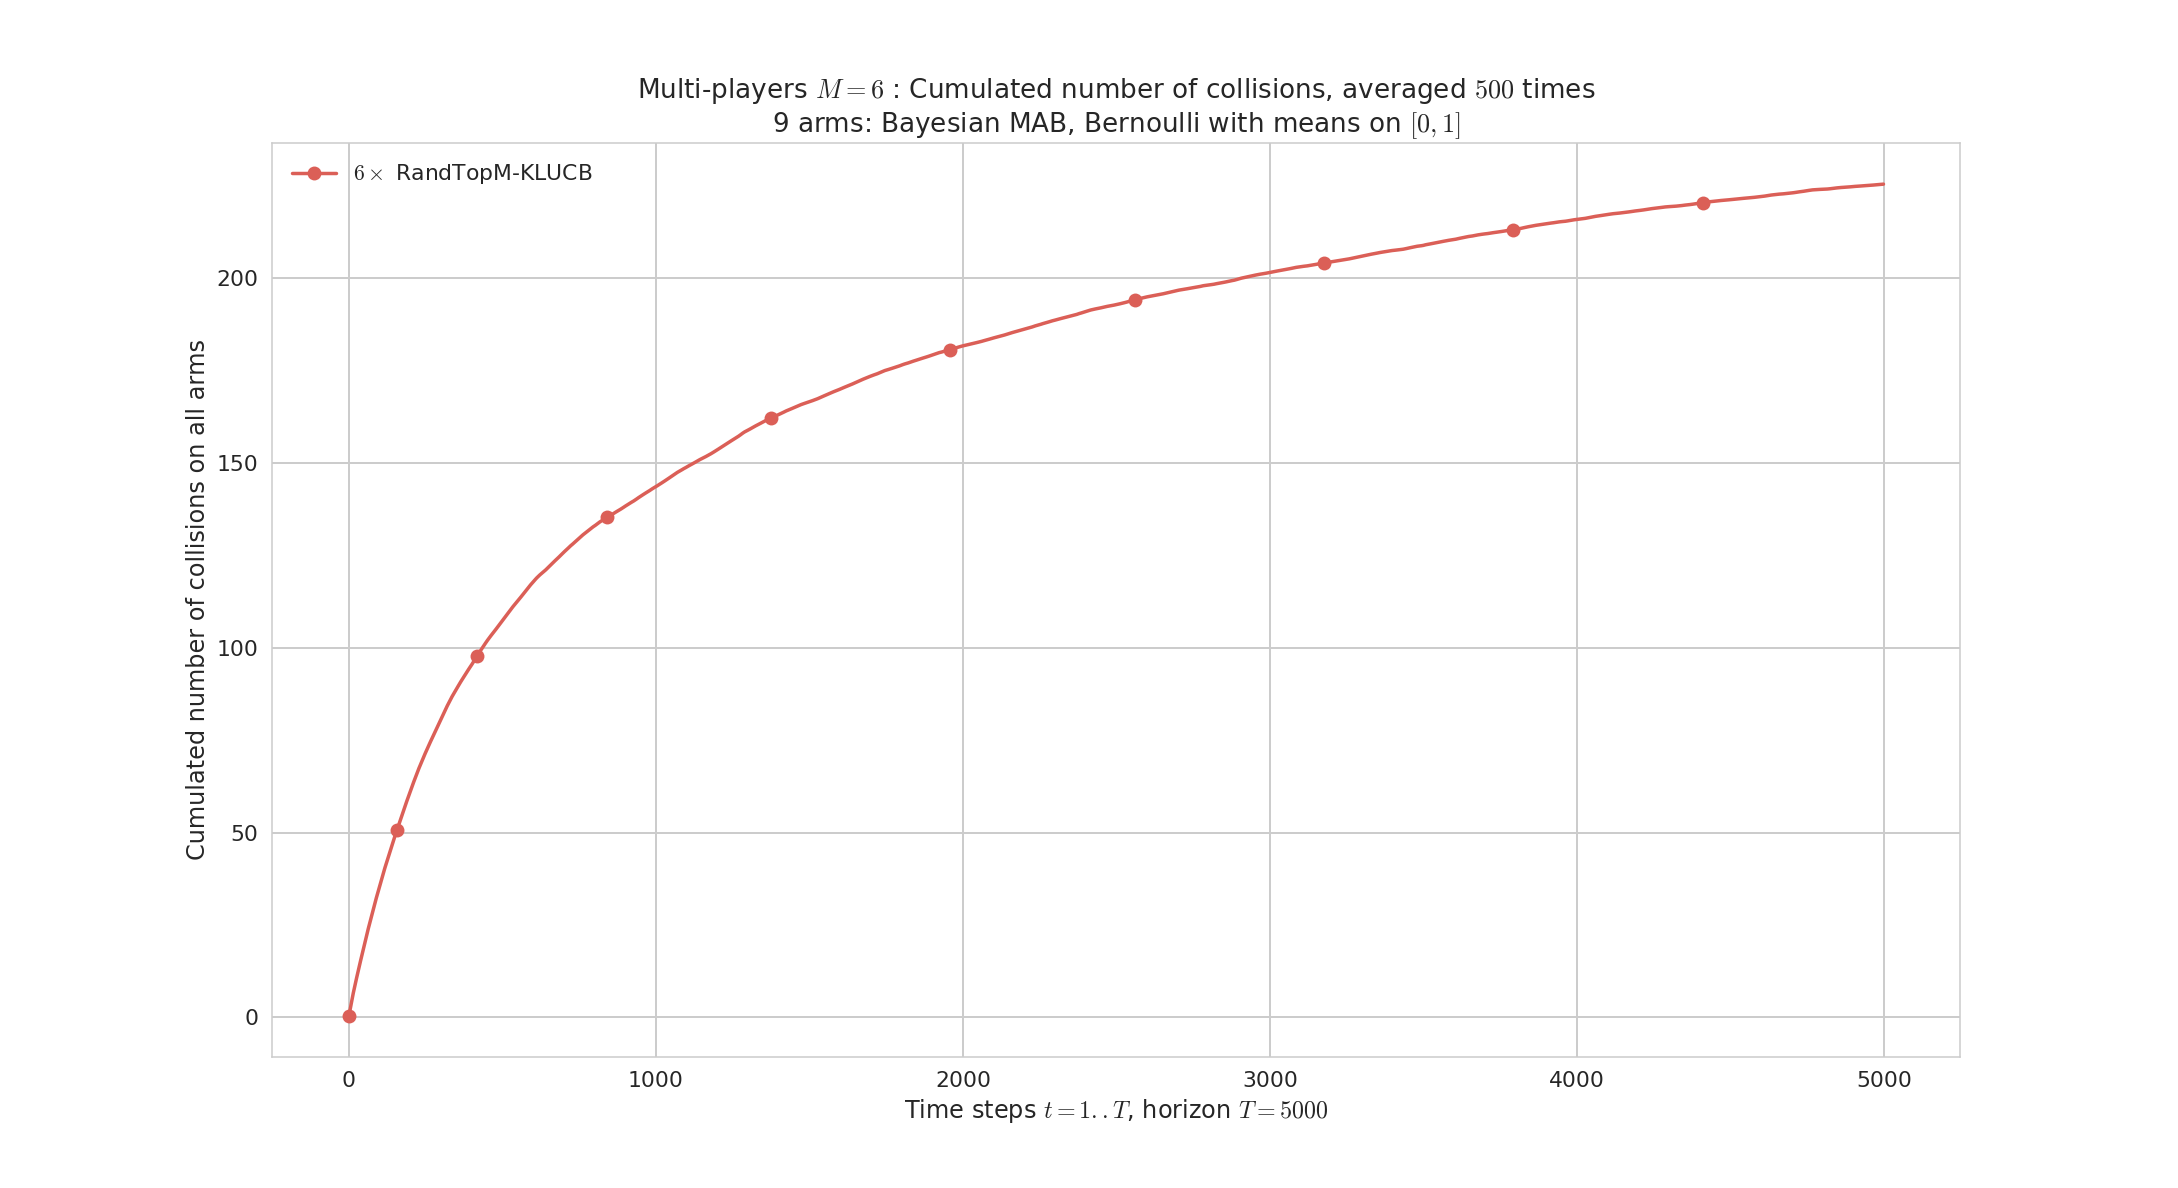 Multi-players M = 6 : Cumulated number of collisions, averaged 500 times
9 arms: Bayesian MAB, Bernoulli with means on [0, 1]
6 × RandTopM-KLUCB
Cumulated number of collisions on all arms
200
150
100
50
0
0 1000 2000 3000 4000 5000
Time steps t = 1..T, horizon T = 5000